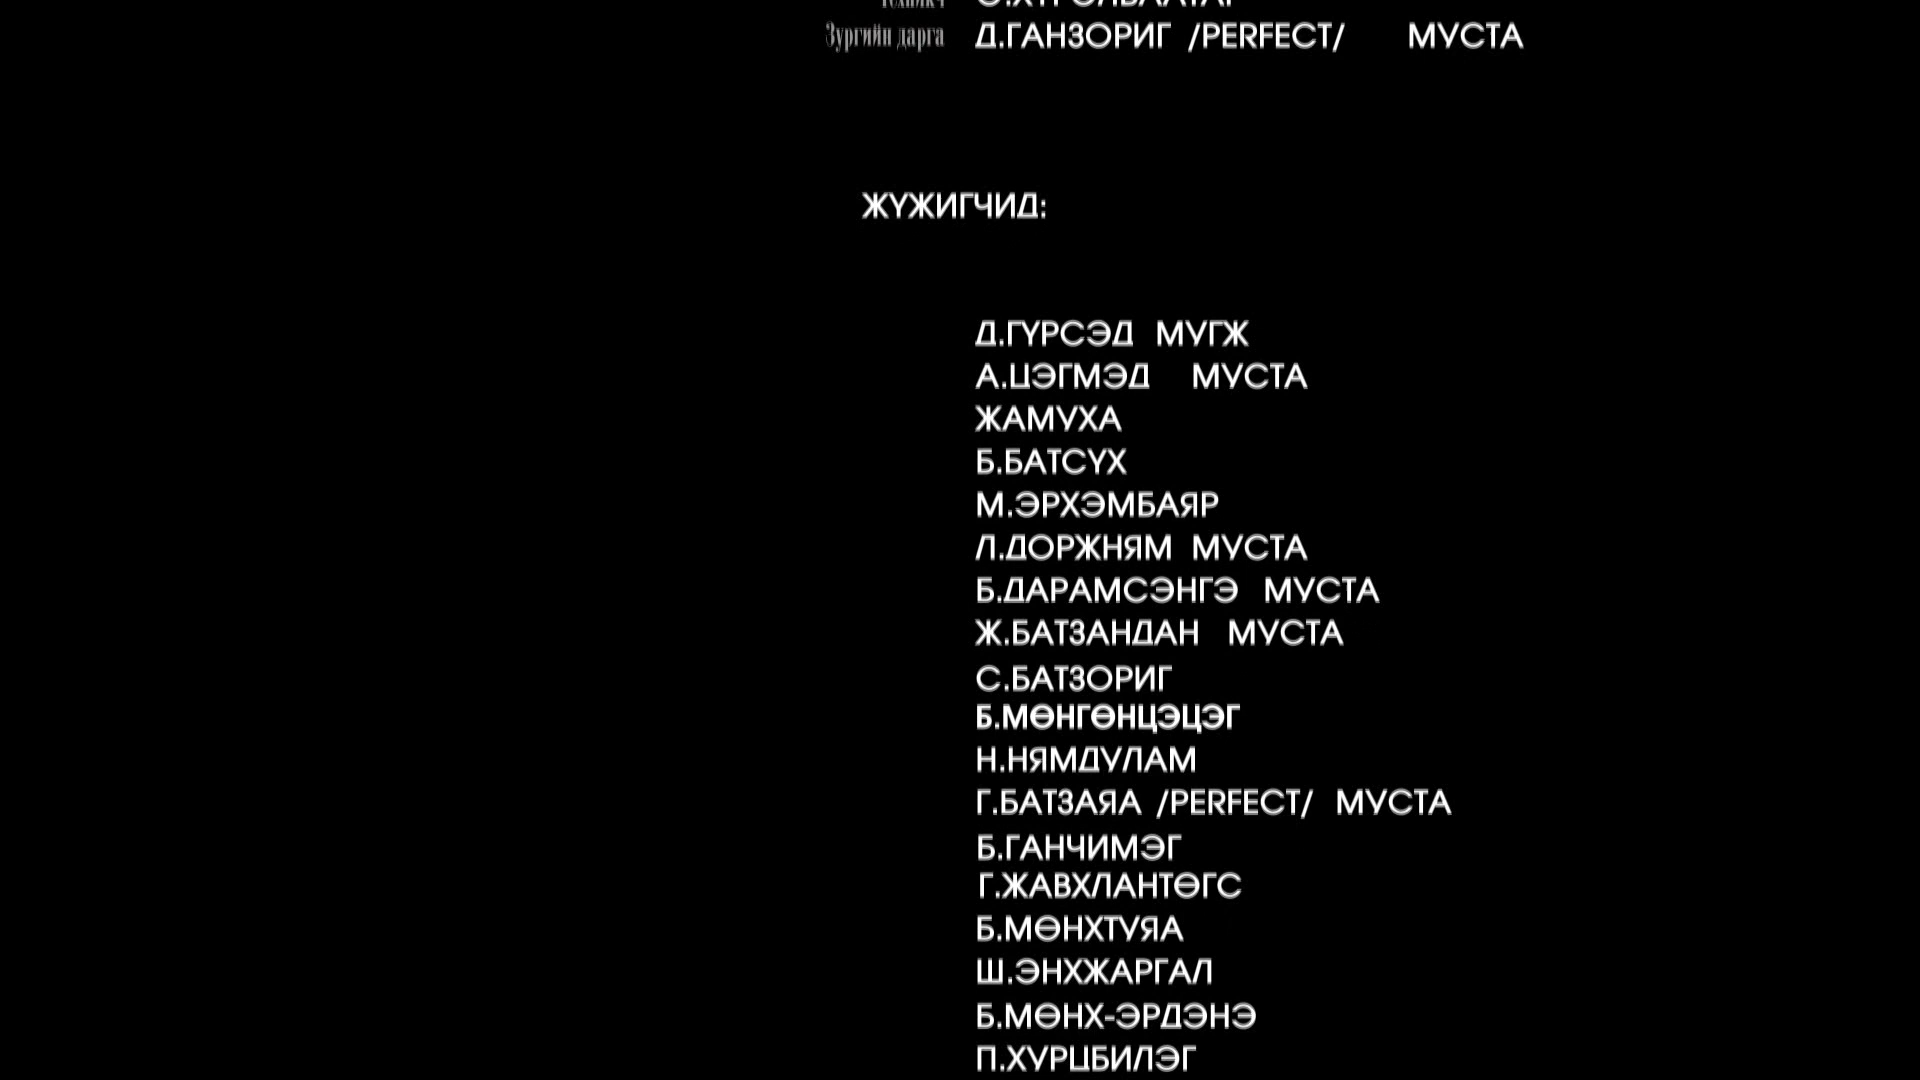 Зургийн дарга Д.ГАНЗОРИГ /PERFECT/ МУСТА
ЖҮЖИГЧИД:
Д.ГҮРСЭД МУГЖ
А.ЦЭГМЭД МУСТА
ЖАМУХА
Б.БАТСҮХ
М.ЭРХЭМБАЯР
Л.ДОРЖНЯМ МУСТА
Б.ДАРАМСЭНГЭ МУСТА
Ж.БАТЗАНДАН МУСТА
С.БАТЗОРИГ
Б.МӨНГӨНЦЭЦЭГ
Н.НЯМДУЛАМ
Г.БАТЗАЯА /PERFECT/ МУСТА
Б.ГАНЧИМЭГ
Г.ЖАВХЛАНТӨГС
Б.МӨНХТУЯА
Ш.ЭНХЖАРГАЛ
Б.МӨНХ-ЭРДЭНЭ
П.ХУРЦБИЛЭГ